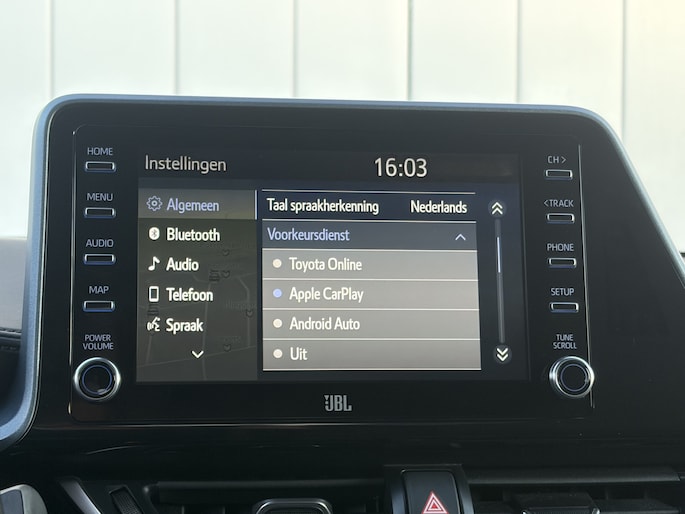 HOME
MENU
AUDIO
MAP
POWER
VOLUME
Instellingen 16:03
Algemeen
Bluetooth
Audio
Telefoon
Spraak
Taal spraakherkenning Nederlands
Voorkeursdienst
Toyota Online
Apple CarPlay
Android Auto
Uit
CH >
< TRACK
PHONE
SETUP
TUNE
SCROLL
JBL